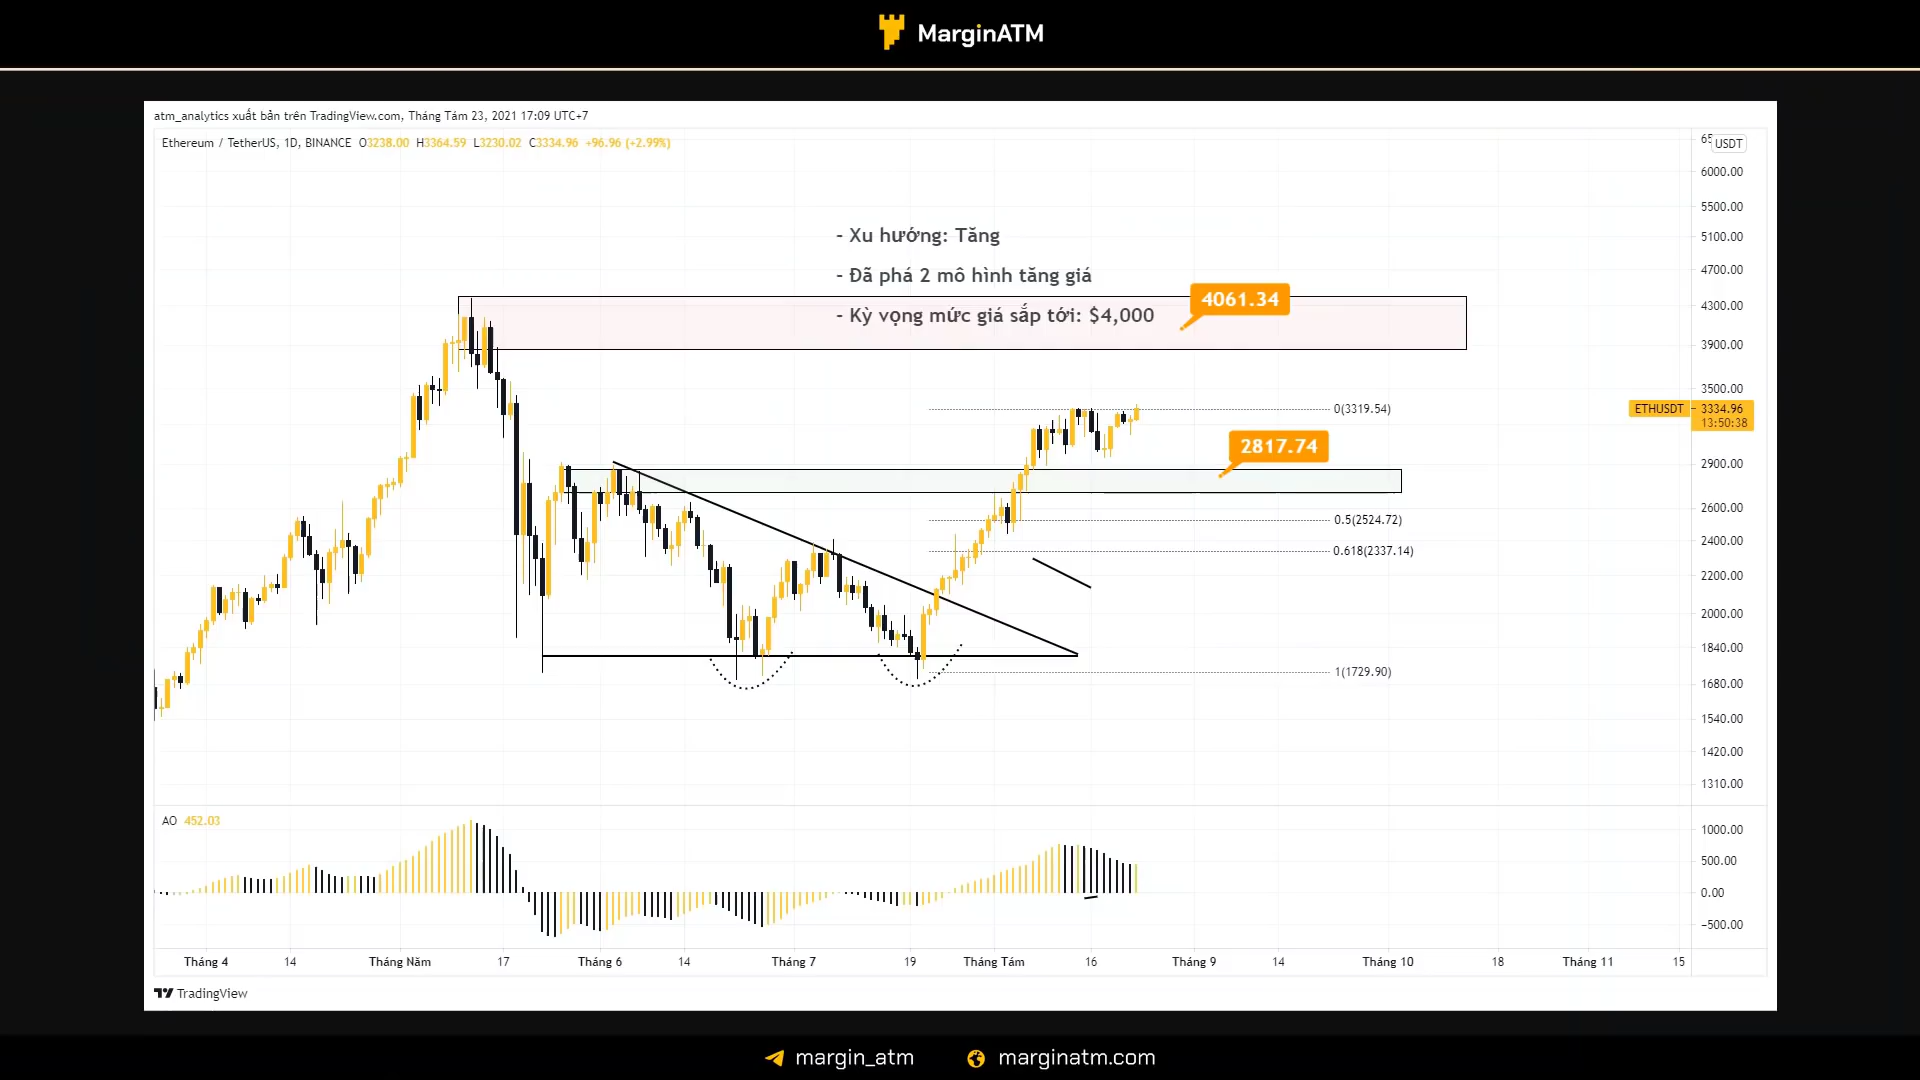 MarginATM
atm_analytics xuất bản trên TradingView.com, Tháng Tám 23, 2021 17:09 UTC+7
Ethereum / TetherUS, 1D, BINANCE O3238.00 H3364.59 L3230.02 C3334.96 +96.96 (+2.99%)
USDT
6000.00
5500.00
- Xu hướng: Tăng
5100.00
- Đã phá 2 mô hình tăng giá
4700.00
4061.34
4300.00
- Kỳ vọng mức giá sắp tới: $4,000
3900.00
3500.00
0(3319.54)
ETHUSDT 3334.96
13:50:38
2817.74
2900.00
2600.00
0.5(2524.72)
2400.00
0.618(2337.14)
2200.00
2000.00
1840.00
1(1729.90)
1680.00
1540.00
1420.00
1310.00
AO 452.03
1000.00
500.00
0.00
−500.00
Tháng 4 14 Tháng Năm 17 Tháng 6 14 Tháng 7 19 Tháng Tám 16 Tháng 9 14 Tháng 10 18 Tháng 11 15
TradingView
margin_atm marginatm.com